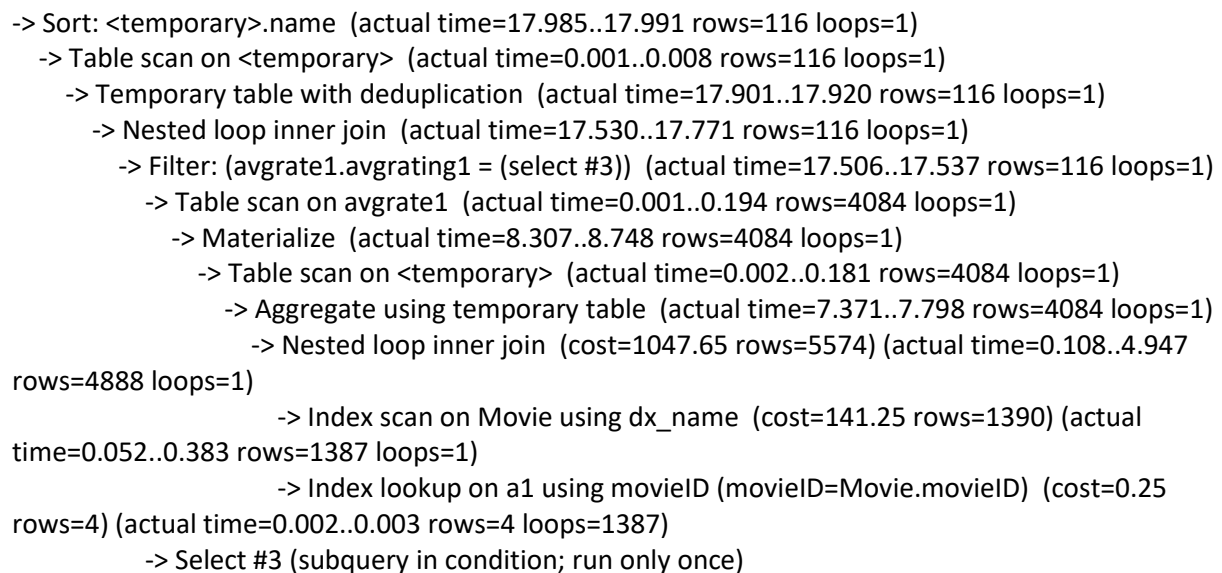 -> Sort: <temporary>.name  (actual time=17.985..17.991 rows=116 loops=1)
-> Table scan on <temporary>  (actual time=0.001..0.008 rows=116 loops=1)
-> Temporary table with deduplication  (actual time=17.901..17.920 rows=116 loops=1)
-> Nested loop inner join  (actual time=17.530..17.771 rows=116 loops=1)
-> Filter: (avgrate1.avgrating1 = (select #3))  (actual time=17.506..17.537 rows=116 loops=1)
-> Table scan on avgrate1  (actual time=0.001..0.194 rows=4084 loops=1)
-> Materialize  (actual time=8.307..8.748 rows=4084 loops=1)
-> Table scan on <temporary>  (actual time=0.002..0.181 rows=4084 loops=1)
-> Aggregate using temporary table  (actual time=7.371..7.798 rows=4084 loops=1)
-> Nested loop inner join  (cost=1047.65 rows=5574) (actual time=0.108..4.947
rows=4888 loops=1)
-> Index scan on Movie using dx_name  (cost=141.25 rows=1390) (actual
time=0.052..0.383 rows=1387 loops=1)
-> Index lookup on a1 using movieID (movieID=Movie.movieID)  (cost=0.25
rows=4) (actual time=0.002..0.003 rows=4 loops=1387)
-> Select #3 (subquery in condition; run only once)